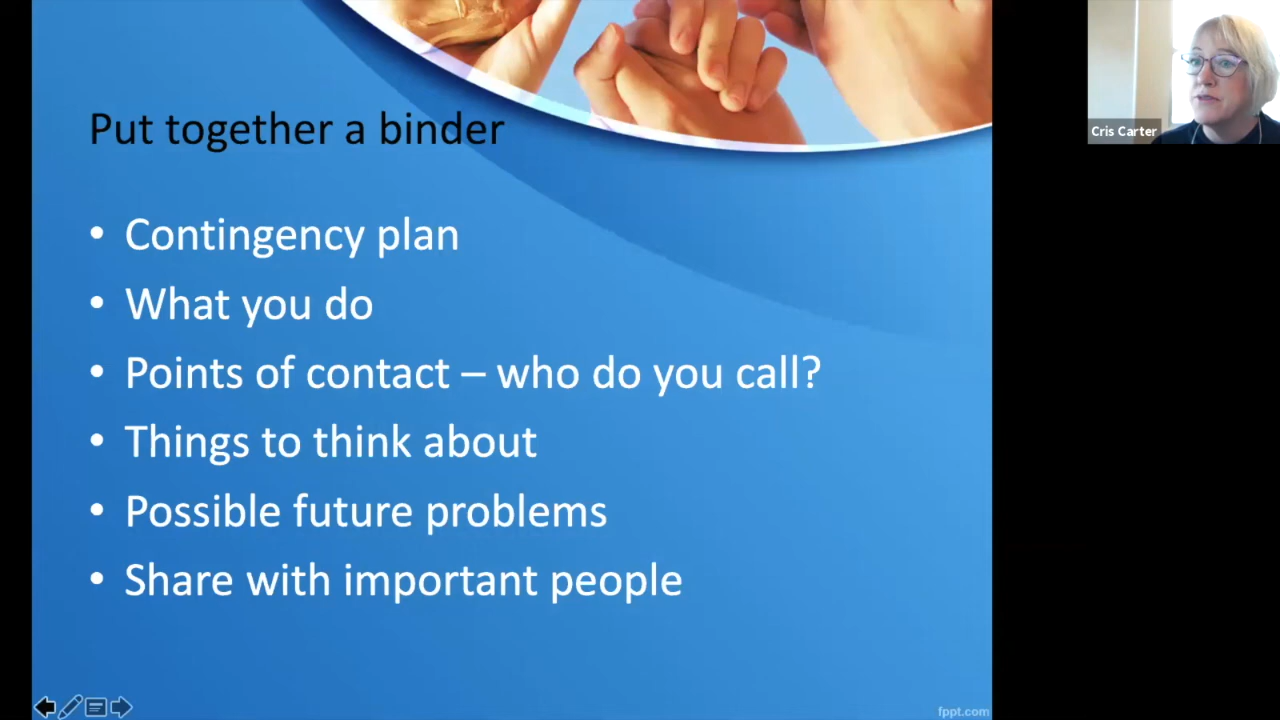 Put together a binder
• Contingency plan
• What you do
• Points of contact – who do you call?
• Things to think about
• Possible future problems
• Share with important people
Cris Carter
fppt.com